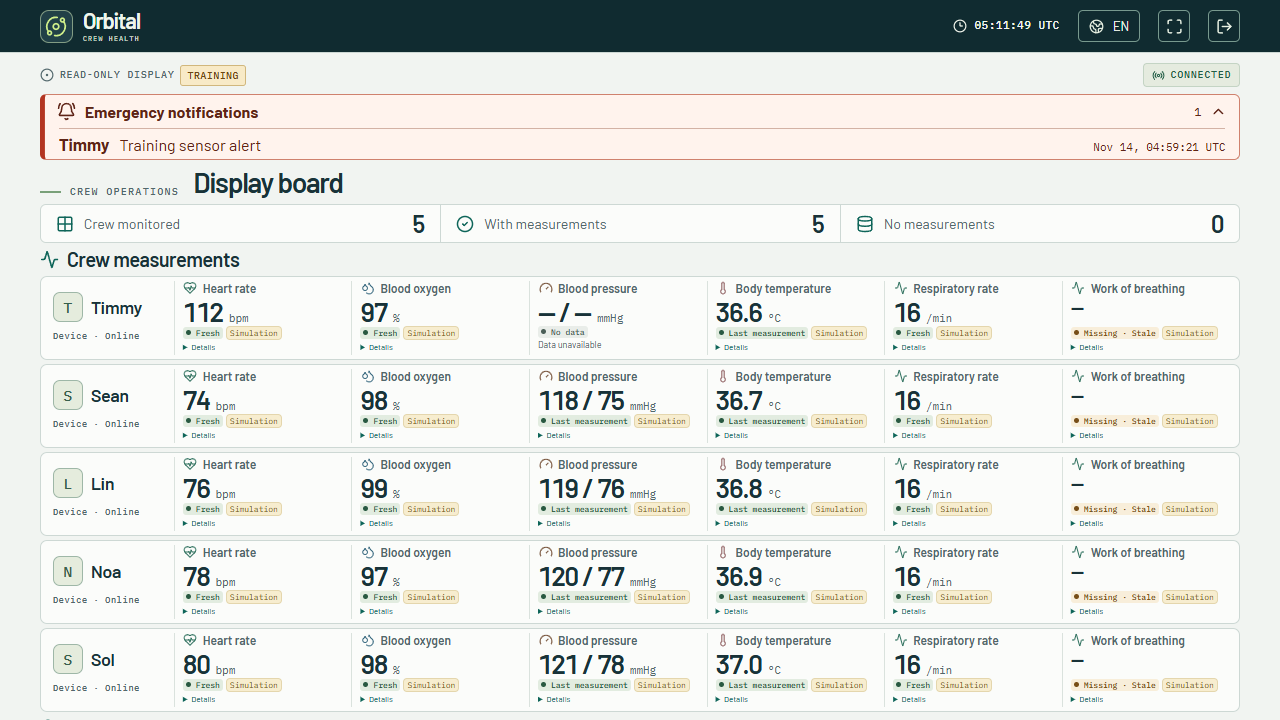 Orbital
CREW HEALTH
05:11:49 UTC
EN
READ-ONLY DISPLAY TRAINING
CONNECTED
Emergency notifications
1
Timmy Training sensor alert
Nov 14, 04:59:21 UTC
CREW OPERATIONS Display board
Crew monitored 5
With measurements 5
No measurements 0
Crew measurements
T Timmy
Device · Online
Heart rate
112 bpm
Fresh Simulation
Details
Blood oxygen
97 %
Fresh Simulation
Details
Blood pressure
— / — mmHg
No data
Data unavailable
Body temperature
36.6 °C
Last measurement Simulation
Details
Respiratory rate
16 /min
Fresh Simulation
Details
Work of breathing
—
Missing · Stale Simulation
Details
S Sean
Device · Online
Heart rate
74 bpm
Fresh Simulation
Details
Blood oxygen
98 %
Fresh Simulation
Details
Blood pressure
118 / 75 mmHg
Last measurement Simulation
Details
Body temperature
36.7 °C
Last measurement Simulation
Details
Respiratory rate
16 /min
Fresh Simulation
Details
Work of breathing
—
Missing · Stale Simulation
Details
L Lin
Device · Online
Heart rate
76 bpm
Fresh Simulation
Details
Blood oxygen
99 %
Fresh Simulation
Details
Blood pressure
119 / 76 mmHg
Last measurement Simulation
Details
Body temperature
36.8 °C
Last measurement Simulation
Details
Respiratory rate
16 /min
Fresh Simulation
Details
Work of breathing
—
Missing · Stale Simulation
Details
N Noa
Device · Online
Heart rate
78 bpm
Fresh Simulation
Details
Blood oxygen
97 %
Fresh Simulation
Details
Blood pressure
120 / 77 mmHg
Last measurement Simulation
Details
Body temperature
36.9 °C
Last measurement Simulation
Details
Respiratory rate
16 /min
Fresh Simulation
Details
Work of breathing
—
Missing · Stale Simulation
Details
S Sol
Device · Online
Heart rate
80 bpm
Fresh Simulation
Details
Blood oxygen
98 %
Fresh Simulation
Details
Blood pressure
121 / 78 mmHg
Last measurement Simulation
Details
Body temperature
37.0 °C
Last measurement Simulation
Details
Respiratory rate
16 /min
Fresh Simulation
Details
Work of breathing
—
Missing · Stale Simulation
Details